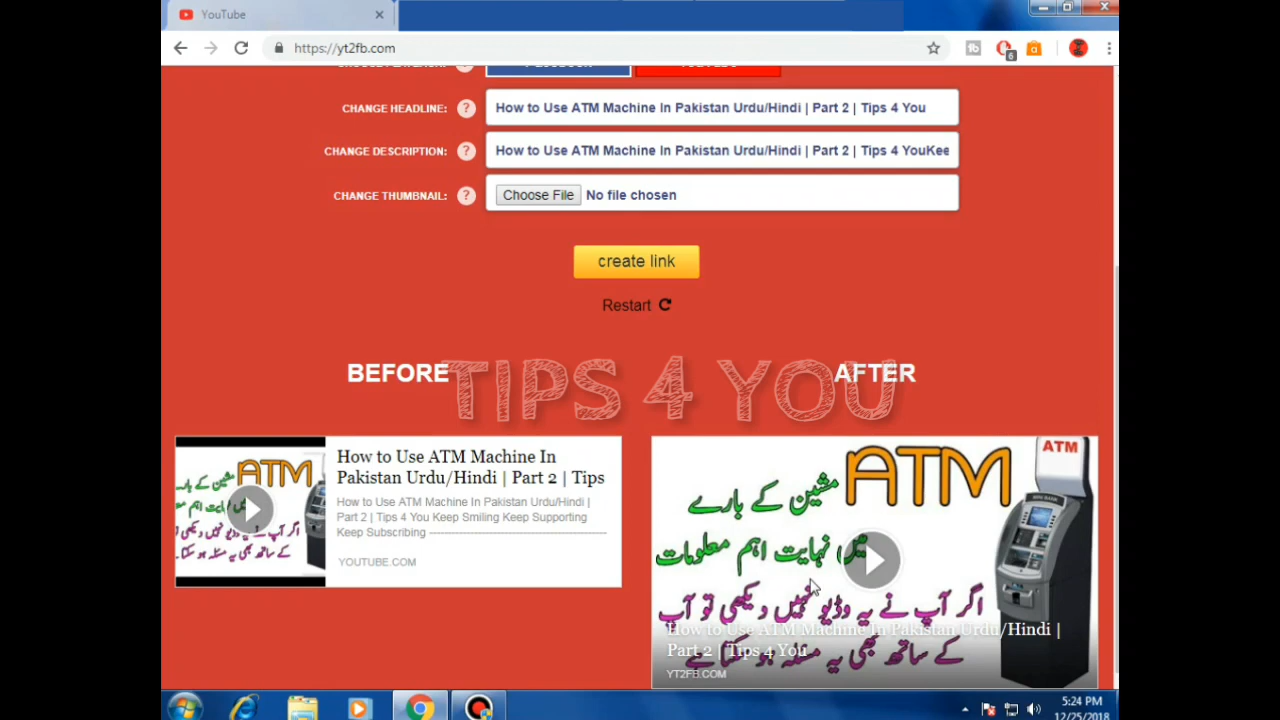 YouTube
https://yt2fb.com
6
CHANGE HEADLINE: ? How to Use ATM Machine In Pakistan Urdu/Hindi | Part 2 | Tips 4 You
CHANGE DESCRIPTION: ? How to Use ATM Machine In Pakistan Urdu/Hindi | Part 2 | Tips 4 YouKee
CHANGE THUMBNAIL: ? Choose File No file chosen
create link
Restart
BEFORE
AFTER
TIPS 4 YOU
ATM
How to Use ATM Machine In
Pakistan Urdu/Hindi | Part 2 | Tips
How to Use ATM Machine In Pakistan Urdu/Hindi |
Part 2 | Tips 4 You Keep Smiling Keep Supporting
Keep Subscribing ----------------------------------------
YOUTUBE.COM
ATM
ATM
مشین کے بارے
میں نہایت اہم معلومات
اگر آپ نے یہ وڈیو نہیں دیکھی تو آپ
کے ساتھ بھی یہ مسئلہ ہو سکتا ہے
How to Use ATM Machine In Pakistan Urdu/Hindi |
Part 2 | Tips 4 You
YT2FB.COM
5:24 PM
12/25/2018